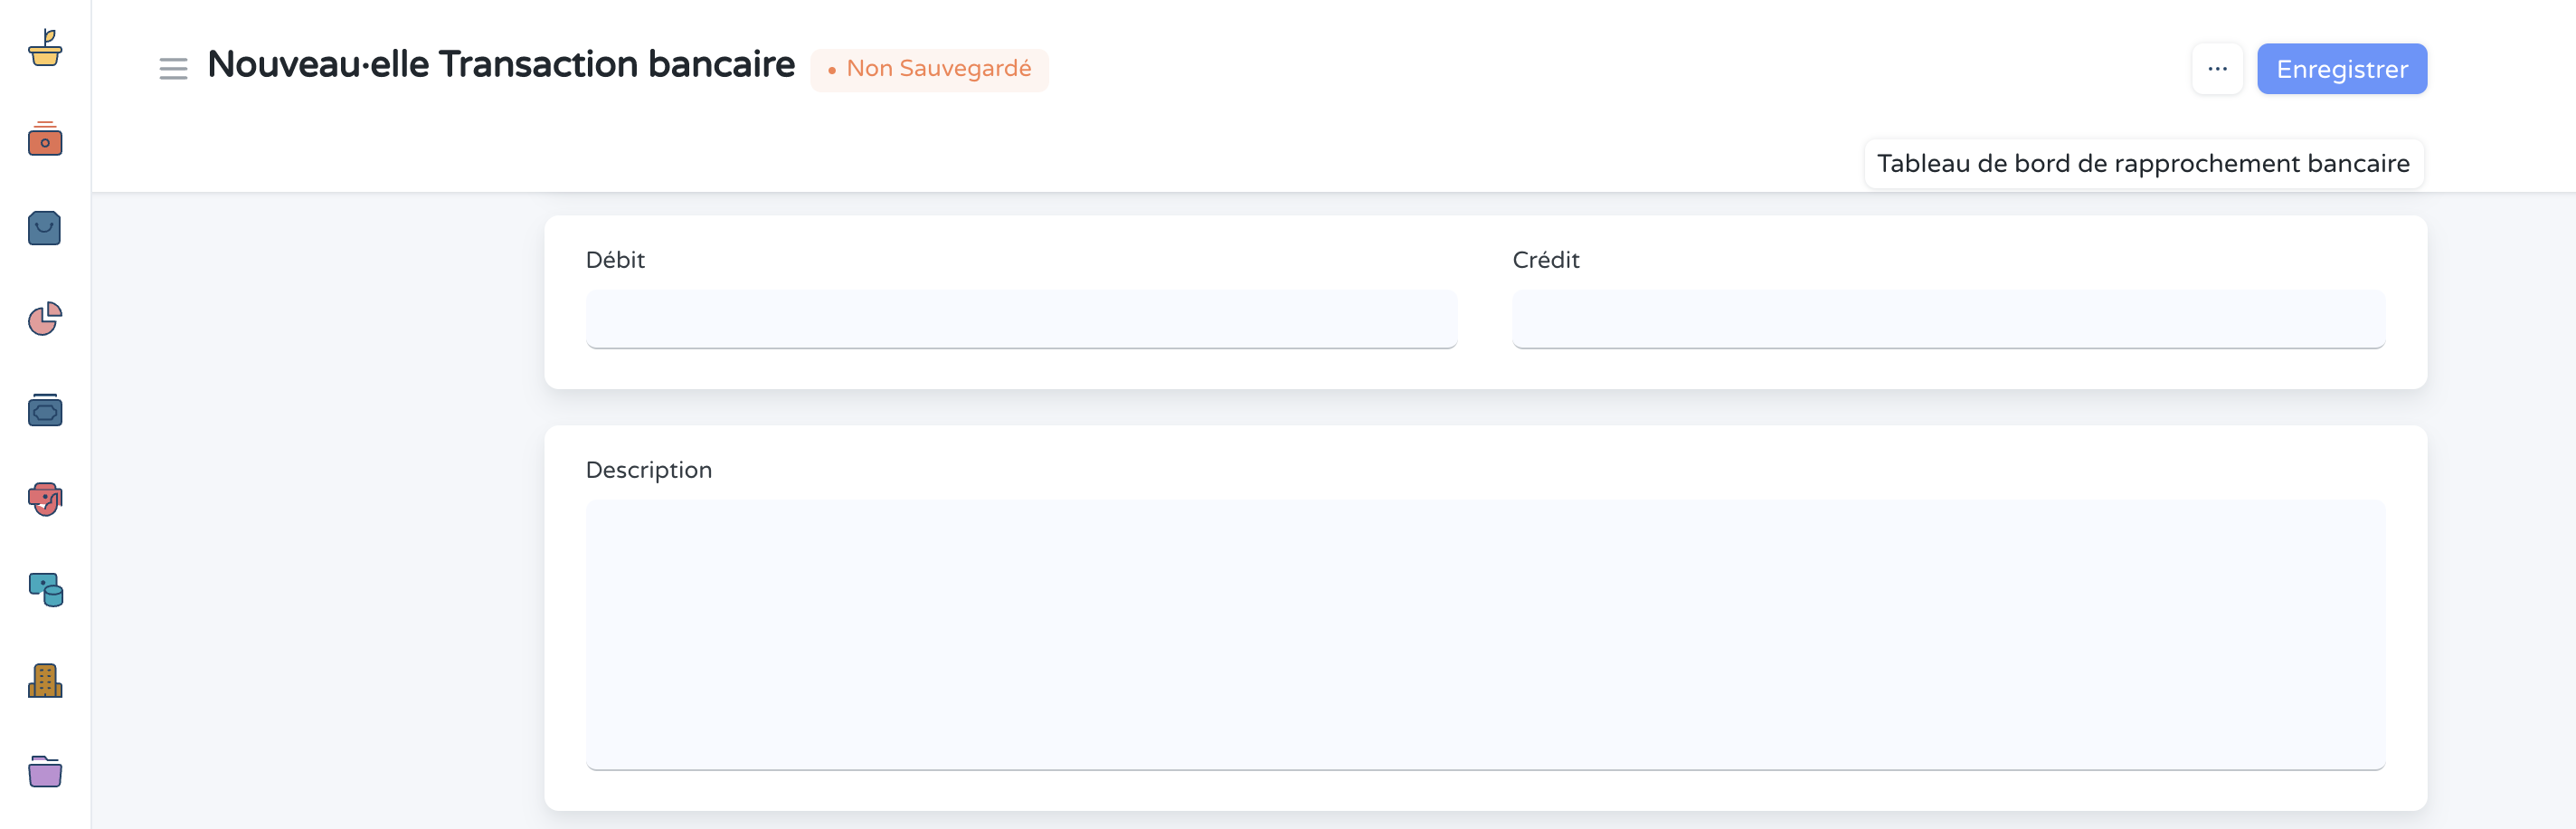 Nouveau·elle Transaction bancaire
• Non Sauvegardé
···
Enregistrer
Tableau de bord de rapprochement bancaire
Débit
Crédit
Description